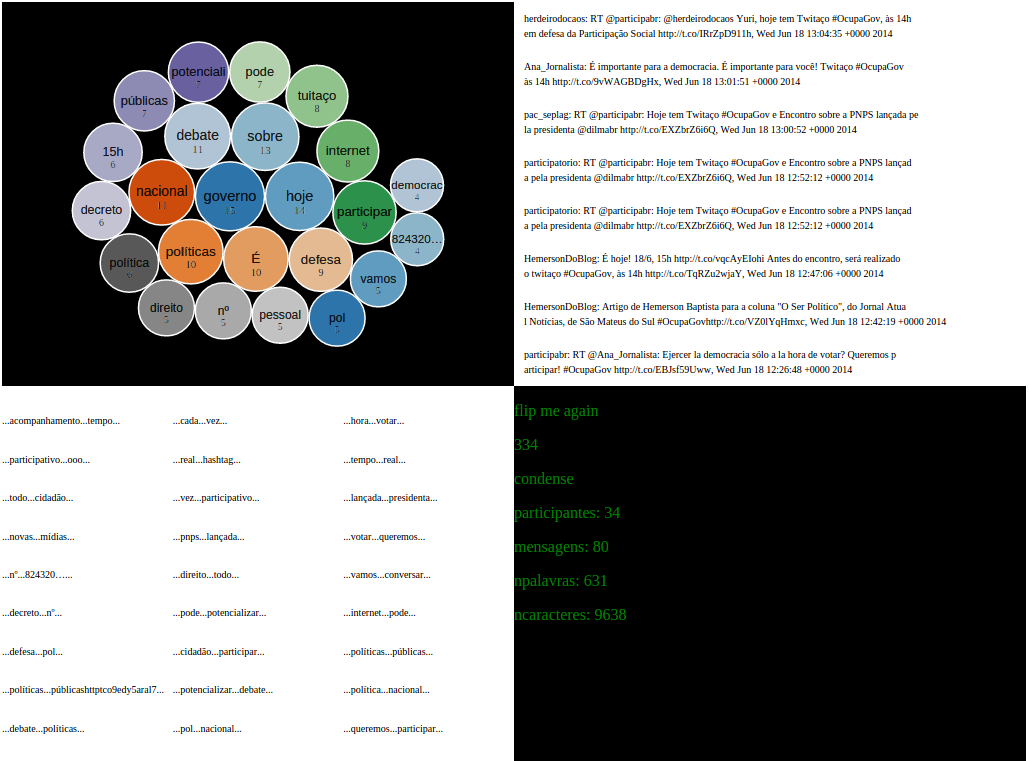 potenciali
7
pode
7
públicas
7
tuitaço
8
debate
11
sobre
13
15h
6
internet
8
nacional
11
governo
15
hoje
14
democrac
4
decreto
6
participar
9
824320…
4
política
políticas
10
É
10
defesa
9
vamos
5
direito
5
nº
5
pessoal
5
pol
5
herdeirodocaos: RT @participabr: @herdeirodocaos Yuri, hoje tem Twitaço #OcupaGov, às 14h
em defesa da Participação Social http://t.co/IRrZpD911h, Wed Jun 18 13:04:35 +0000 2014
Ana_Jornalista: É importante para a democracia. É importante para você! Twitaço #OcupaGov
às 14h http://t.co/9vWAGBDgHx, Wed Jun 18 13:01:51 +0000 2014
pac_seplag: RT @participabr: Hoje tem Twitaço #OcupaGov e Encontro sobre a PNPS lançada pe
la presidenta @dilmabr http://t.co/EXZbrZ6i6Q, Wed Jun 18 13:00:52 +0000 2014
participatorio: RT @participabr: Hoje tem Twitaço #OcupaGov e Encontro sobre a PNPS lançad
a pela presidenta @dilmabr http://t.co/EXZbrZ6i6Q, Wed Jun 18 12:52:12 +0000 2014
participatorio: RT @participabr: Hoje tem Twitaço #OcupaGov e Encontro sobre a PNPS lançad
a pela presidenta @dilmabr http://t.co/EXZbrZ6i6Q, Wed Jun 18 12:52:12 +0000 2014
HemersonDoBlog: É hoje! 18/6, 15h http://t.co/vqcAyEIohi Antes do encontro, será realizado
o twitaço #OcupaGov, às 14h http://t.co/TqRZu2wjaY, Wed Jun 18 12:47:06 +0000 2014
HemersonDoBlog: Artigo de Hemerson Baptista para a coluna "O Ser Político", do Jornal Atua
l Notícias, de São Mateus do Sul #OcupaGovhttp://t.co/VZ0lYqHmxc, Wed Jun 18 12:42:19 +0000 2014
participabr: RT @Ana_Jornalista: Ejercer la democracia sólo a la hora de votar? Queremos p
articipar! #OcupaGov http://t.co/EBJsf59Uww, Wed Jun 18 12:26:48 +0000 2014
...acompanhamento...tempo... ...cada...vez... ...hora...votar...
...participativo...ooo... ...real...hashtag... ...tempo...real...
...todo...cidadão... ...vez...participativo... ...lançada...presidenta...
...novas...mídias... ...pnps...lançada... ...votar...queremos...
...nº...824320…... ...direito...todo... ...vamos...conversar...
...decreto...nº... ...pode...potencializar... ...internet...pode...
...defesa...pol... ...cidadão...participar... ...políticas...públicas...
...políticas...públicashttptco9edy5aral7... ...potencializar...debate... ...política...nacional...
...debate...políticas... ...pol...nacional... ...queremos...participar...
flip me again
334
condense
participantes: 34
mensagens: 80
npalavras: 631
ncaracteres: 9638